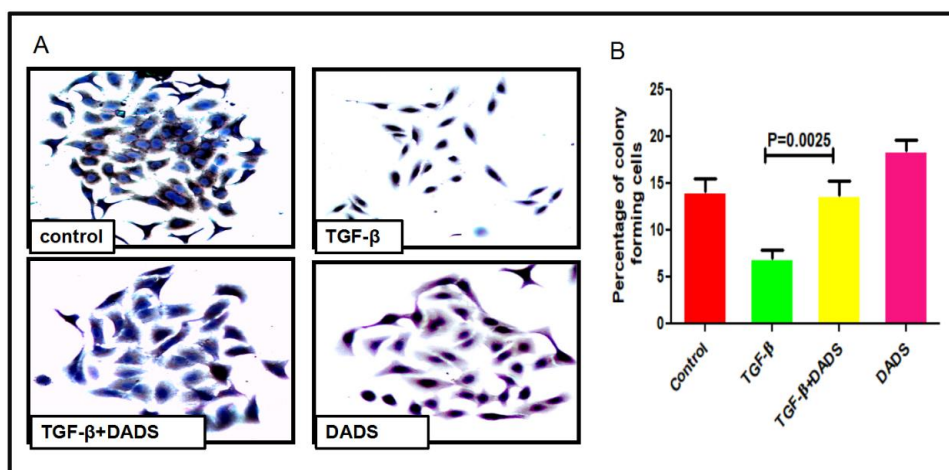 A
control
TGF-β
TGF-β+DADS
DADS
B
Percentage of colony
forming cells
25
20
15
10
5
0
P=0.0025
Control
TGF-β
TGF-β+DADS
DADS